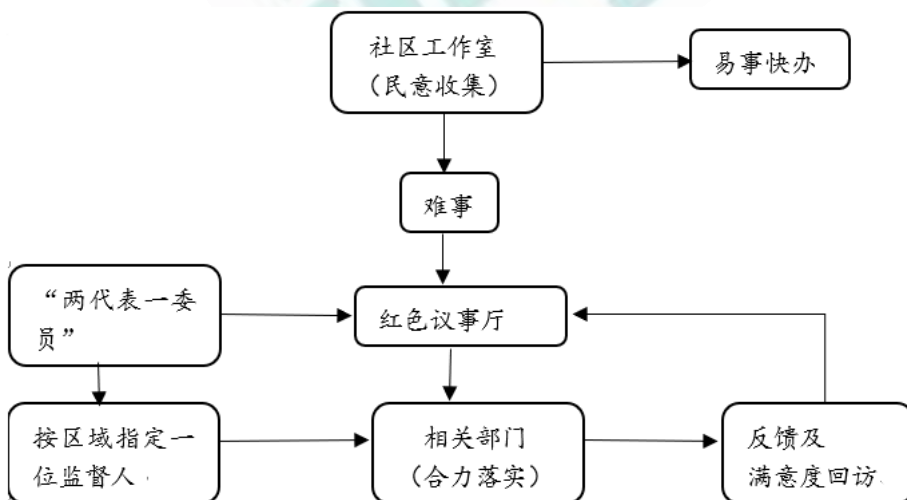 社区工作室
（民意收集）
易事快办
难事
“两代表一委
员”
红色议事厅
按区域指定一
位监督人
相关部门
（合力落实）
反馈及
满意度回访